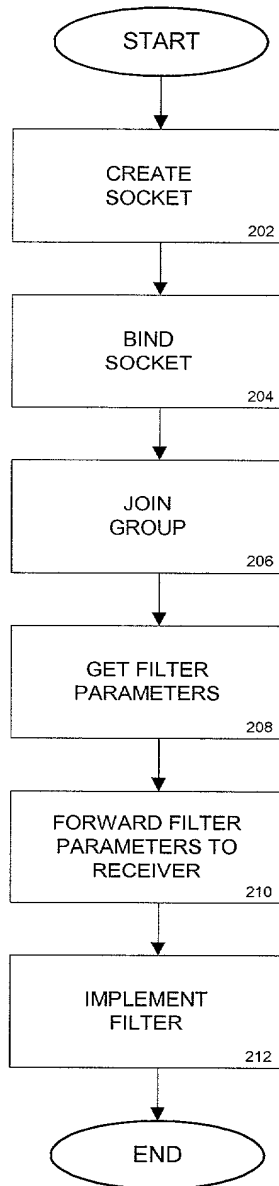 START
CREATE
SOCKET
202
BIND
SOCKET
204
JOIN
GROUP
206
GET FILTER
PARAMETERS
208
FORWARD FILTER
PARAMETERS TO
RECEIVER
210
IMPLEMENT
FILTER
212
END